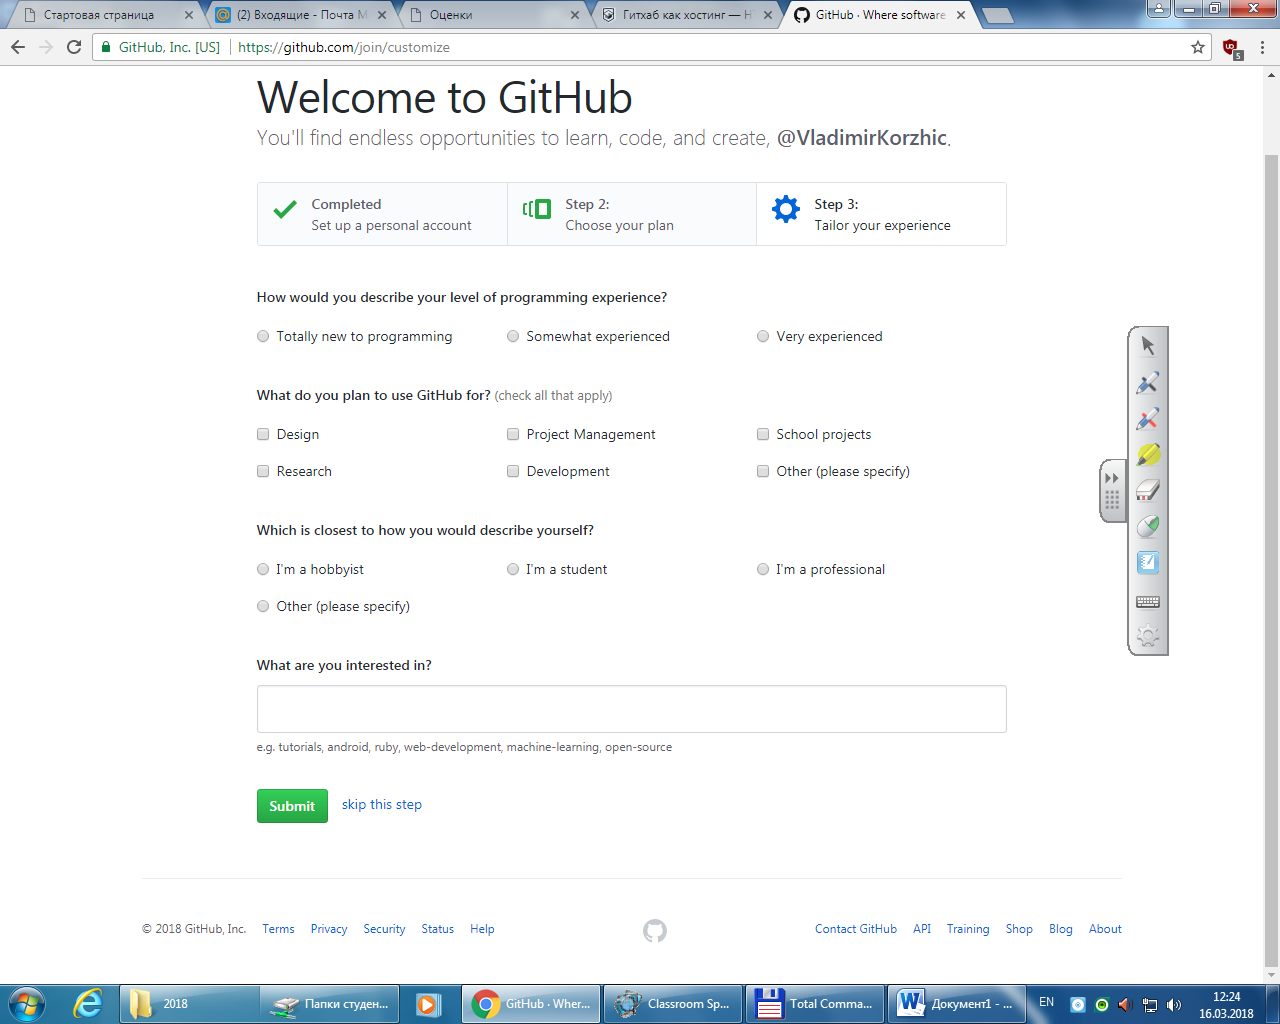 Стартовая страница
(2) Входящие - Почта M
Оценки
Гитхаб как хостинг — H
GitHub · Where software
GitHub, Inc. [US]
https://github.com/join/customize
5
Welcome to GitHub
You'll find endless opportunities to learn, code, and create, @VladimirKorzhic.
Completed
Set up a personal account
Step 2:
Choose your plan
Step 3:
Tailor your experience
How would you describe your level of programming experience?
Totally new to programming
Somewhat experienced
Very experienced
What do you plan to use GitHub for? (check all that apply)
Design
Project Management
School projects
Research
Development
Other (please specify)
Which is closest to how you would describe yourself?
I'm a hobbyist
I'm a student
I'm a professional
Other (please specify)
What are you interested in?
e.g. tutorials, android, ruby, web-development, machine-learning, open-source
Submit
skip this step
© 2018 GitHub, Inc.
Terms
Privacy
Security
Status
Help
Contact GitHub
API
Training
Shop
Blog
About
2018
Папки студен...
GitHub · Wher...
Classroom Sp...
Total Comma...
Документ1 - ...
EN
12:24
16.03.2018